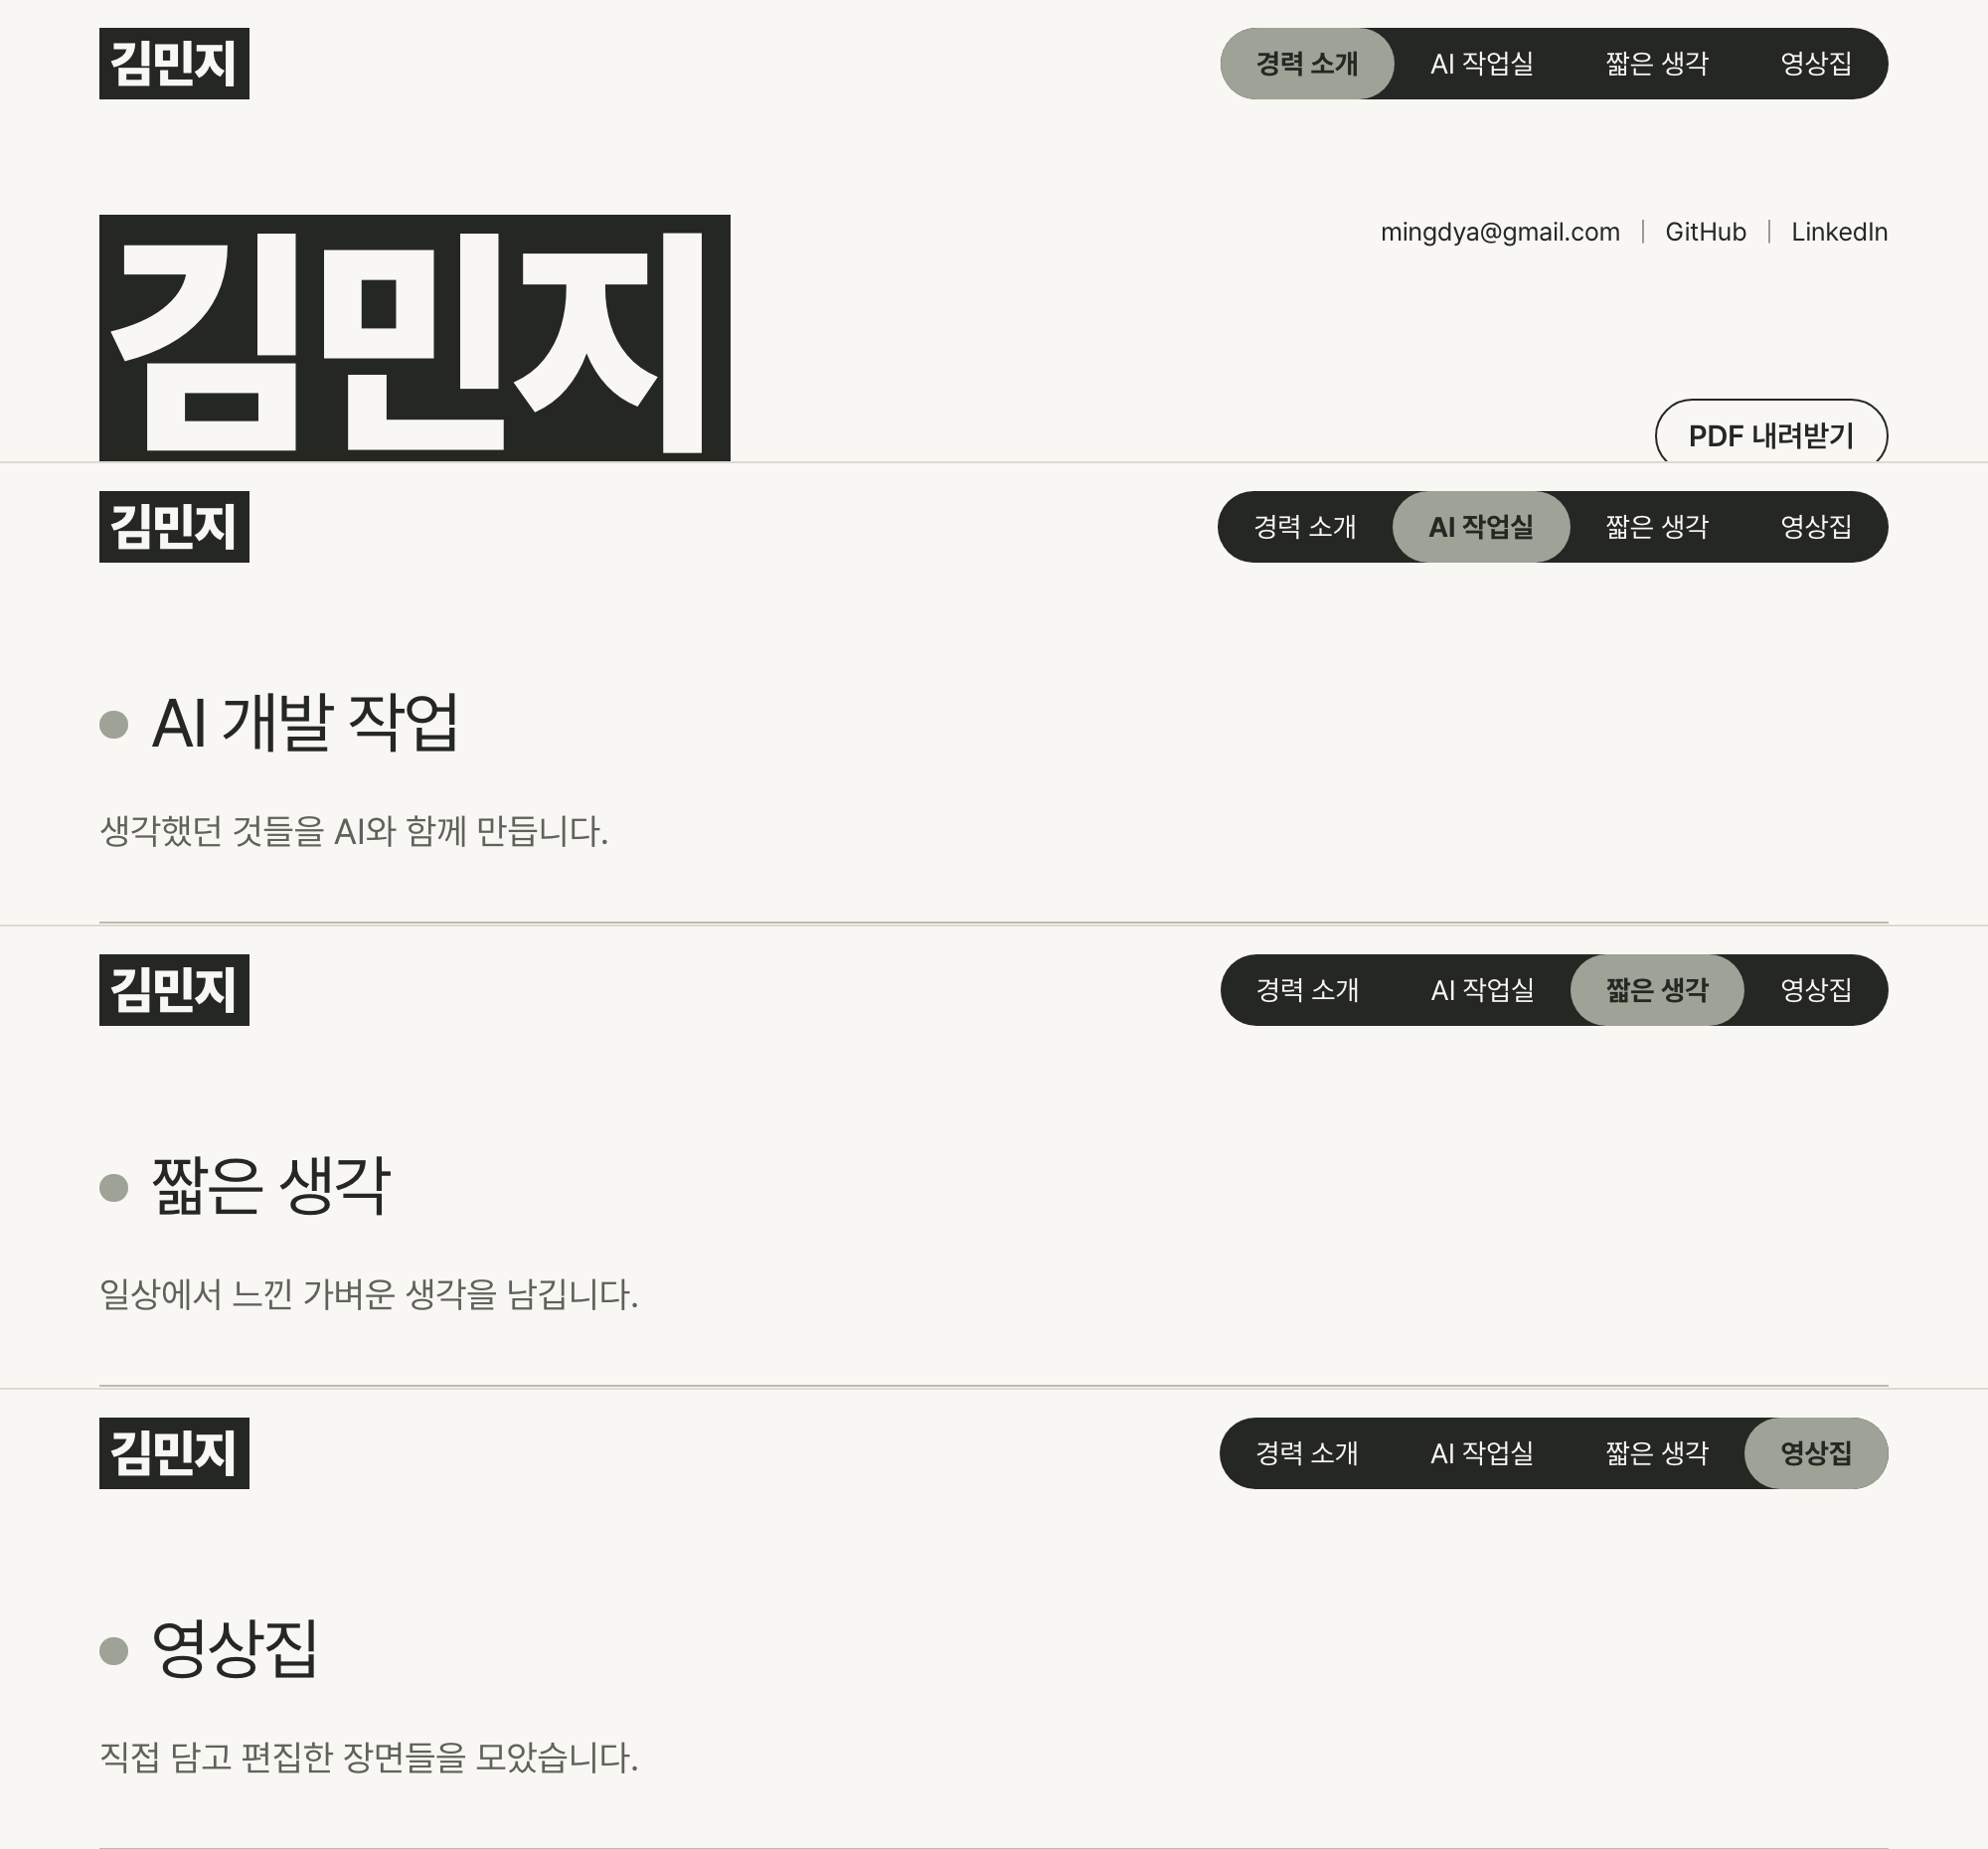 김민지
경력 소개 AI 작업실 짧은 생각 영상집
김민지
mingdya@gmail.com | GitHub | LinkedIn
PDF 내려받기
김민지
경력 소개 AI 작업실 짧은 생각 영상집
AI 개발 작업
생각했던 것들을 AI와 함께 만듭니다.
김민지
경력 소개 AI 작업실 짧은 생각 영상집
짧은 생각
일상에서 느낀 가벼운 생각을 남깁니다.
김민지
경력 소개 AI 작업실 짧은 생각 영상집
영상집
직접 담고 편집한 장면들을 모았습니다.